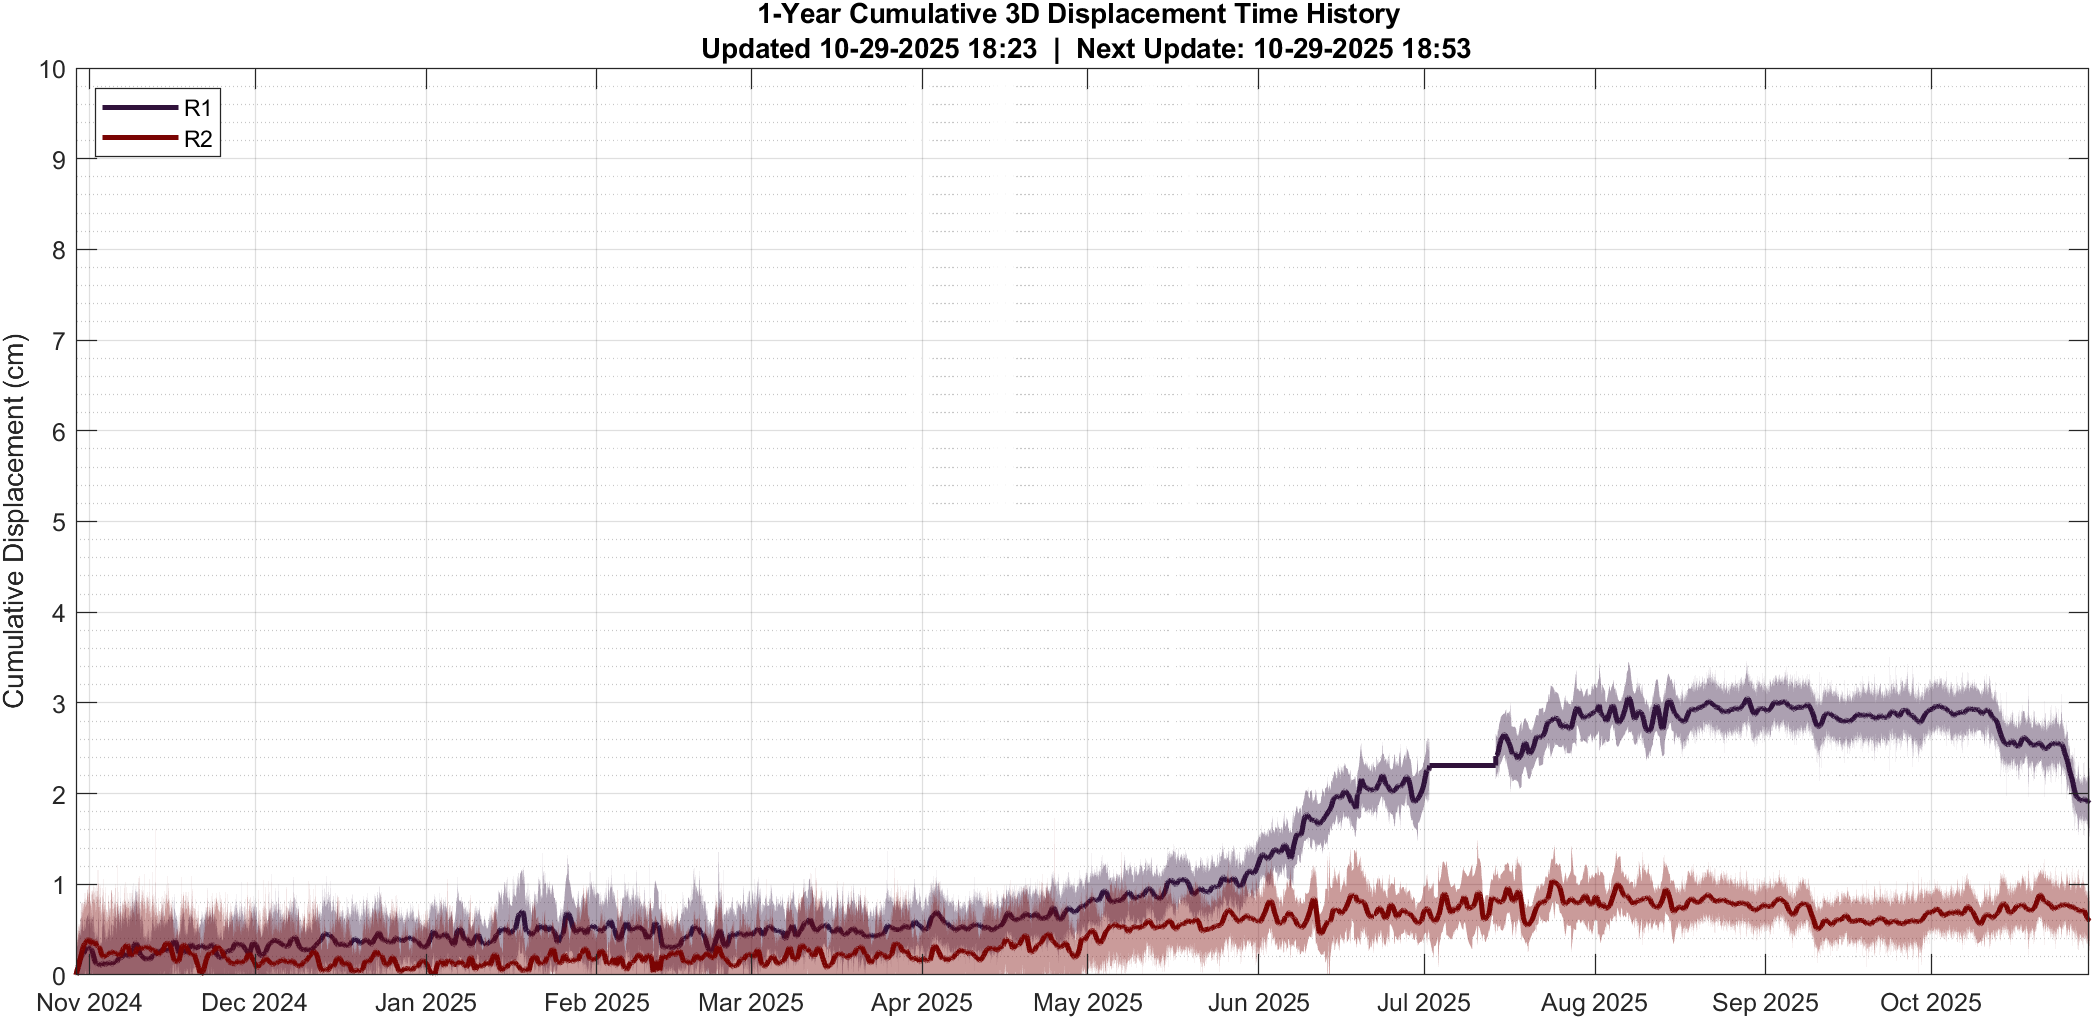 1-Year Cumulative 3D Displacement Time History
Updated 10-29-2025 18:23 | Next Update: 10-29-2025 18:53
R1
R2
Cumulative Displacement (cm)
10
9
8
7
6
5
4
3
2
1
0
Nov 2024 Dec 2024 Jan 2025 Feb 2025 Mar 2025 Apr 2025 May 2025 Jun 2025 Jul 2025 Aug 2025 Sep 2025 Oct 2025